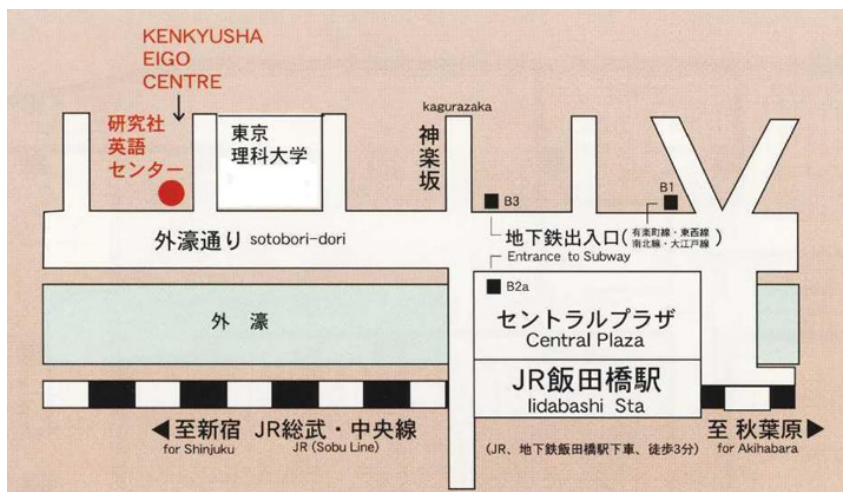 KENKYUSHA
EIGO
CENTRE
研究社
英語
センター
東京
理科大学
kagurazaka
神楽坂
B3
B1
外濠通り sotobori-dori
地下鉄出入口(有楽町線・東西線
南北線・大江戸線)
Entrance to Subway
B2a
外濠
セントラルプラザ
Central Plaza
JR飯田橋駅
Iidabashi Sta
◀至新宿 JR総武・中央線
for Shinjuku JR (Sobu Line)
(JR、地下鉄飯田橋駅下車、徒歩3分)
至 秋葉原▶
for Akihabara